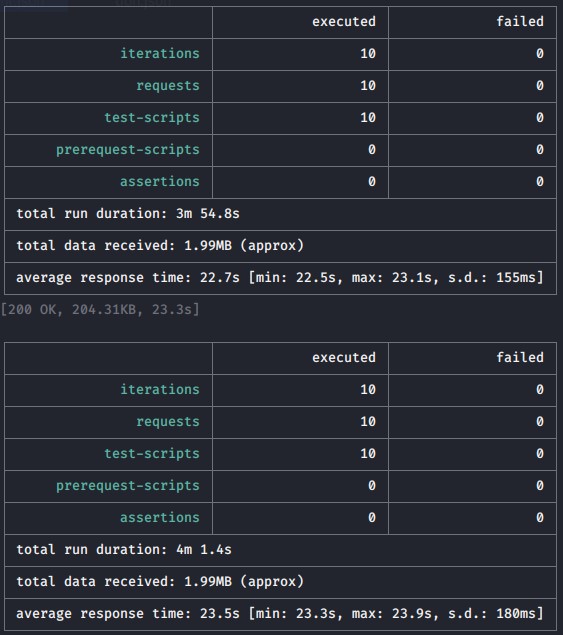 executed failed
iterations 10 0
requests 10 0
test-scripts 10 0
prerequest-scripts 0 0
assertions 0 0
total run duration: 3m 54.8s
total data received: 1.99MB (approx)
average response time: 22.7s [min: 22.5s, max: 23.1s, s.d.: 155ms]
[200 OK, 204.31KB, 23.3s]
executed failed
iterations 10 0
requests 10 0
test-scripts 10 0
prerequest-scripts 0 0
assertions 0 0
total run duration: 4m 1.4s
total data received: 1.99MB (approx)
average response time: 23.5s [min: 23.3s, max: 23.9s, s.d.: 180ms]